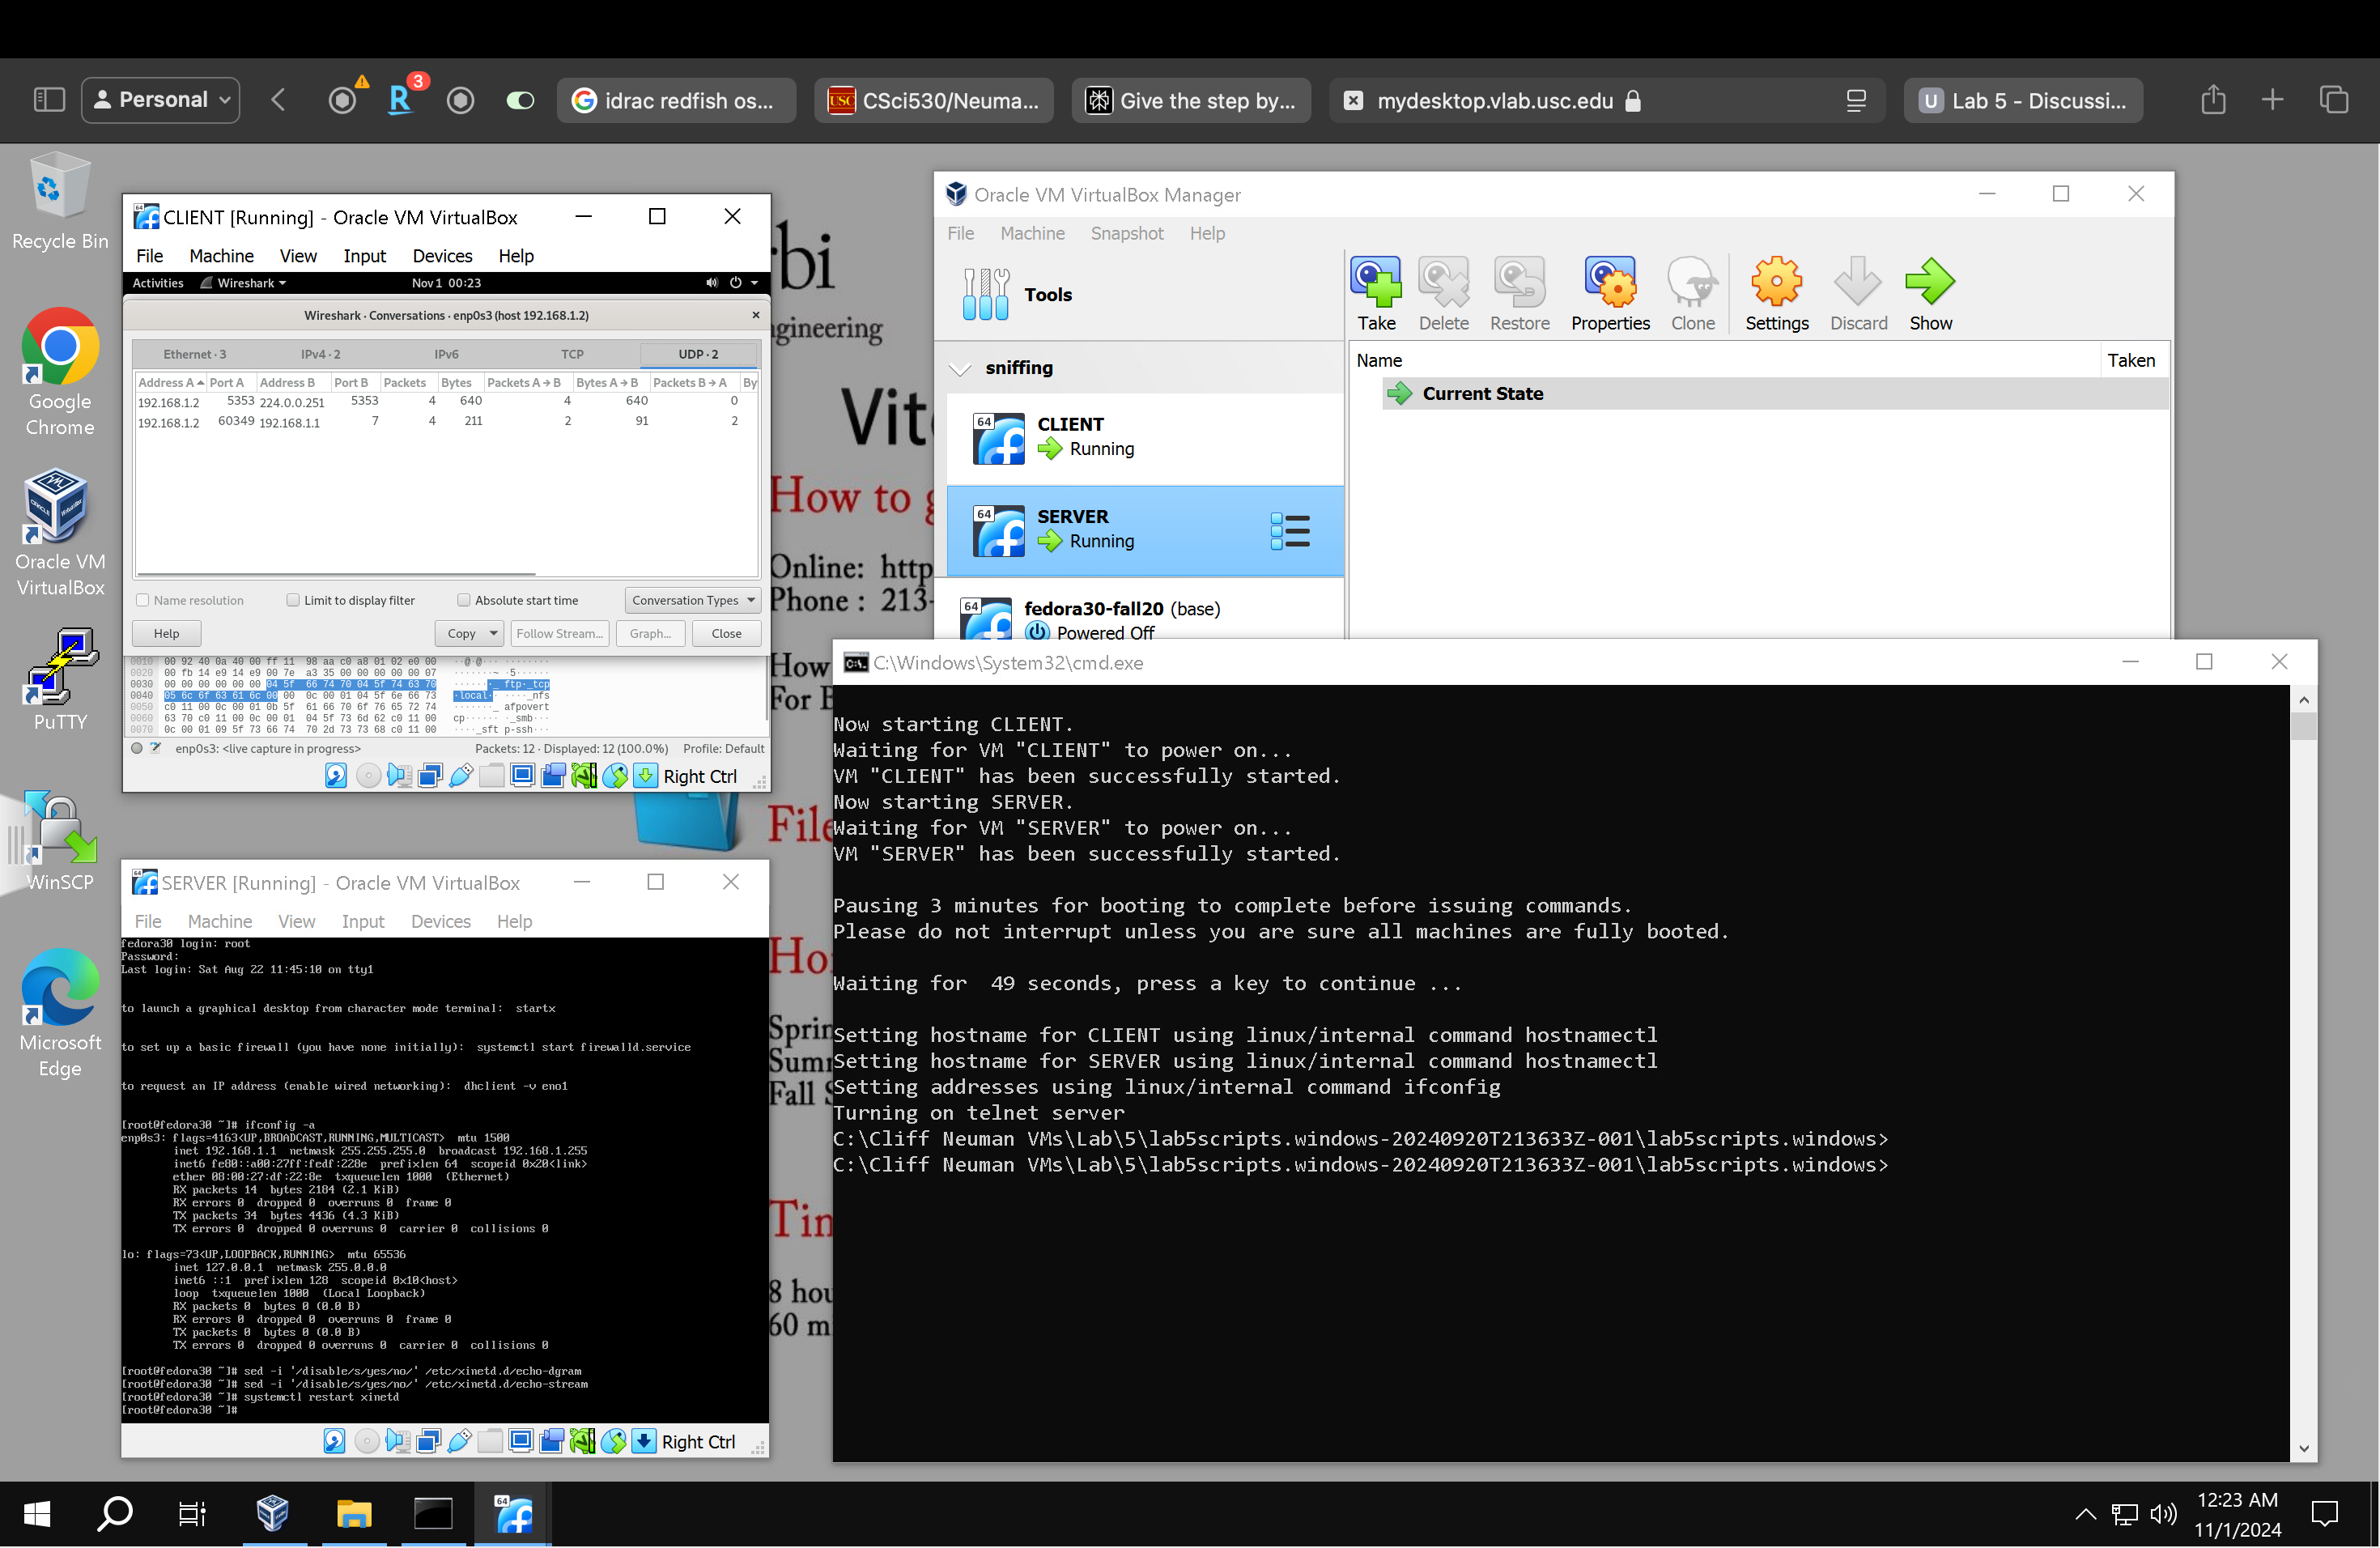 Personal
3
idrac redfish os...
CSci530/Neuma...
Give the step by...
mydesktop.vlab.usc.edu
U
Lab 5 - Discussi...
Recycle Bin
Google
Chrome
Oracle VM
VirtualBox
PuTTY
WinSCP
Microsoft
Edge
CLIENT [Running] - Oracle VM VirtualBox
File Machine View Input Devices Help
Activities Wireshark Nov 1 00:23
Wireshark · Conversations · enp0s3 (host 192.168.1.2)
Ethernet · 3 IPv4 · 2 IPv6 TCP UDP · 2
Address A Port A Address B Port B Packets Bytes Packets A → B Bytes A → B Packets B → A By
192.168.1.2 5353 224.0.0.251 5353 4 640 4 640 0
192.168.1.2 60349 192.168.1.1 7 4 211 2 91 2
Name resolution Limit to display filter Absolute start time Conversation Types
Help Copy Follow Stream... Graph... Close
0010 00 92 40 0a 40 00 ff 11 98 aa c0 a8 01 02 e0 00 ··@·@··· ········
0020 00 fb 14 e9 14 e9 00 7e a3 35 00 00 00 00 00 07 ·······~ ·5······
0030 00 00 00 00 00 00 04 5f 66 74 70 04 5f 74 63 70 ·······_ ftp·_tcp
0040 05 6c 6f 63 61 6c 00 00 0c 00 01 04 5f 6e 66 73 ·local·· ····_nfs
0050 c0 11 00 0c 00 01 0b 5f 61 66 70 6f 76 65 72 74 ·······_ afpovert
0060 63 70 c0 11 00 0c 00 01 04 5f 73 6d 62 c0 11 00 cp······ ·_smb···
0070 0c 00 01 09 5f 73 66 74 70 2d 73 73 68 c0 11 00 ····_sft p-ssh···
enp0s3: <live capture in progress> Packets: 12 · Displayed: 12 (100.0%) Profile: Default
Right Ctrl
rbi
gineering
Vit
How to g
Online: http
Phone : 213-
How
For B
File
Ho
Sprin
Summ
Fall S
Tim
8 hou
60 m
Oracle VM VirtualBox Manager
File Machine Snapshot Help
Tools
Take Delete Restore Properties Clone Settings Discard Show
Name Taken
Current State
sniffing
64
CLIENT
Running
64
SERVER
Running
64
fedora30-fall20 (base)
Powered Off
SERVER [Running] - Oracle VM VirtualBox
File Machine View Input Devices Help
fedora30 login: root
Password:
Last login: Sat Aug 22 11:45:10 on tty1
to launch a graphical desktop from character mode terminal: startx
to set up a basic firewall (you have none initially): systemctl start firewalld.service
to request an IP address (enable wired networking): dhclient -v eno1
[root@fedora30 ~]# ifconfig -a
enp0s3: flags=4163<UP,BROADCAST,RUNNING,MULTICAST> mtu 1500
inet 192.168.1.1 netmask 255.255.255.0 broadcast 192.168.1.255
inet6 fe80::a00:27ff:fedf:228e prefixlen 64 scopeid 0x20<link>
ether 08:00:27:df:22:8e txqueuelen 1000 (Ethernet)
RX packets 14 bytes 2184 (2.1 KiB)
RX errors 0 dropped 0 overruns 0 frame 0
TX packets 34 bytes 4436 (4.3 KiB)
TX errors 0 dropped 0 overruns 0 carrier 0 collisions 0
lo: flags=73<UP,LOOPBACK,RUNNING> mtu 65536
inet 127.0.0.1 netmask 255.0.0.0
inet6 ::1 prefixlen 128 scopeid 0x10<host>
loop txqueuelen 1000 (Local Loopback)
RX packets 0 bytes 0 (0.0 B)
RX errors 0 dropped 0 overruns 0 frame 0
TX packets 0 bytes 0 (0.0 B)
TX errors 0 dropped 0 overruns 0 carrier 0 collisions 0
[root@fedora30 ~]# sed -i '/disable/s/yes/no/' /etc/xinetd.d/echo-dgram
[root@fedora30 ~]# sed -i '/disable/s/yes/no/' /etc/xinetd.d/echo-stream
[root@fedora30 ~]# systemctl restart xinetd
[root@fedora30 ~]#
Right Ctrl
C:\Windows\System32\cmd.exe
Now starting CLIENT.
Waiting for VM "CLIENT" to power on...
VM "CLIENT" has been successfully started.
Now starting SERVER.
Waiting for VM "SERVER" to power on...
VM "SERVER" has been successfully started.
Pausing 3 minutes for booting to complete before issuing commands.
Please do not interrupt unless you are sure all machines are fully booted.
Waiting for  49 seconds, press a key to continue ...
Setting hostname for CLIENT using linux/internal command hostnamectl
Setting hostname for SERVER using linux/internal command hostnamectl
Setting addresses using linux/internal command ifconfig
Turning on telnet server
C:\Cliff Neuman VMs\Lab\5\lab5scripts.windows-20240920T213633Z-001\lab5scripts.windows>
C:\Cliff Neuman VMs\Lab\5\lab5scripts.windows-20240920T213633Z-001\lab5scripts.windows>
12:23 AM
11/1/2024